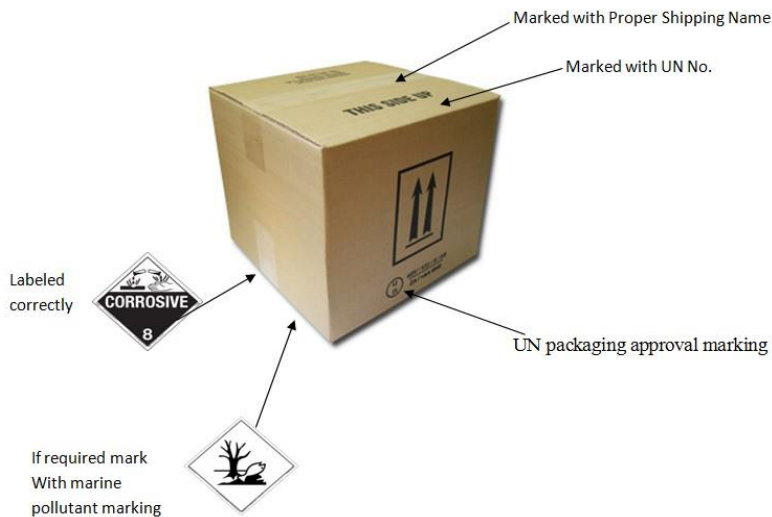 Marked with Proper Shipping Name
Marked with UN No.
THIS SIDE UP
Labeled
correctly
CORROSIVE
8
UN packaging approval marking
If required mark
With marine
pollutant marking